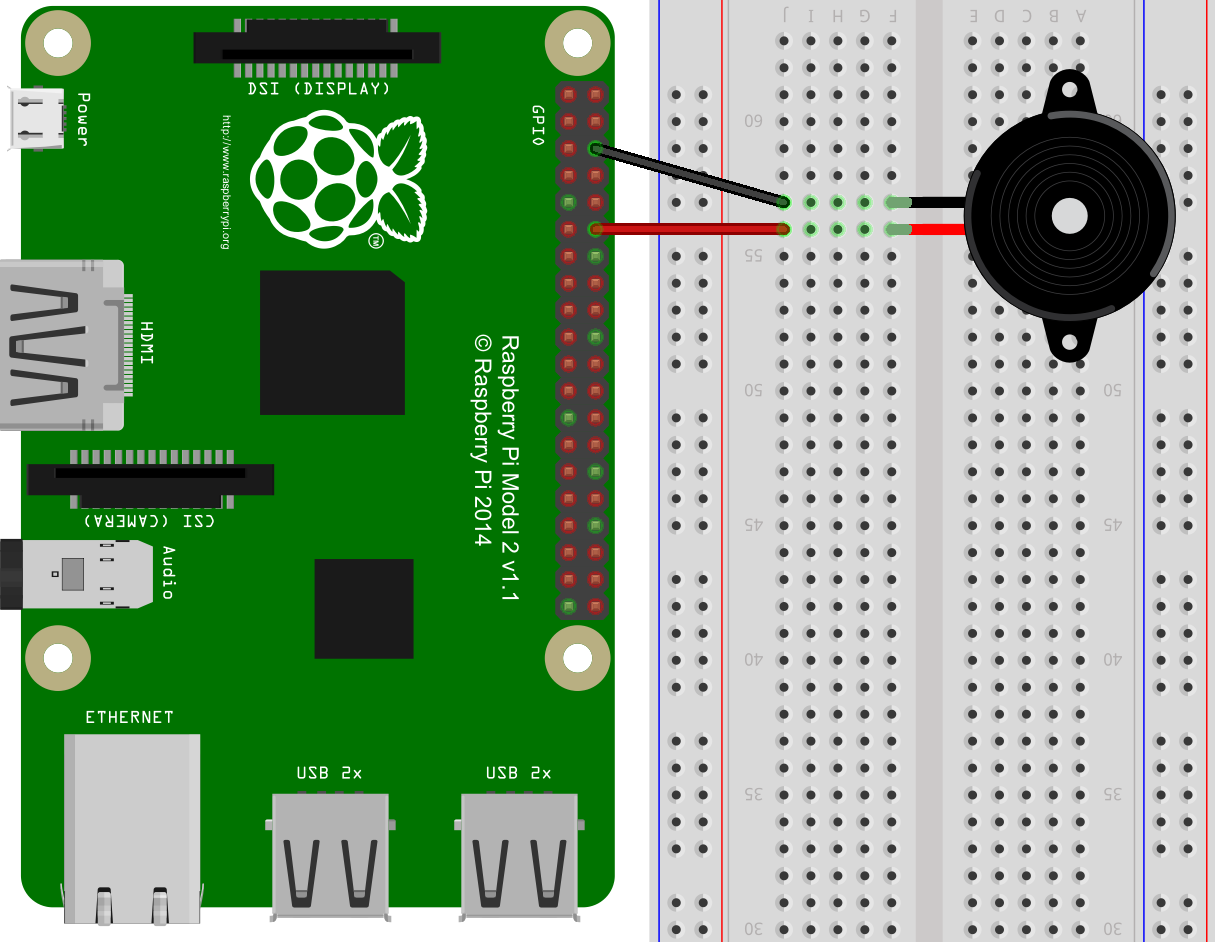 DSI (DISPLAY)
Power
http://www.raspberrypi.org
GPIO
TM
HDMI
Raspberry Pi Model 2 v1.1
© Raspberry Pi 2014
CSI (CAMERA)
Audio
ETHERNET
USB 2x
USB 2x
J I H G F E D C B A
60
55
50 50
45 45
40 40
35 35
30 30